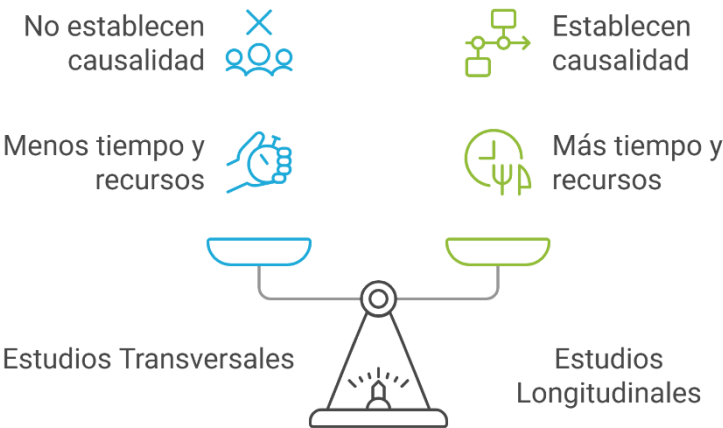 No establecen
causalidad
Establecen
causalidad
Menos tiempo y
recursos
Más tiempo y
recursos
Estudios Transversales
Estudios
Longitudinales